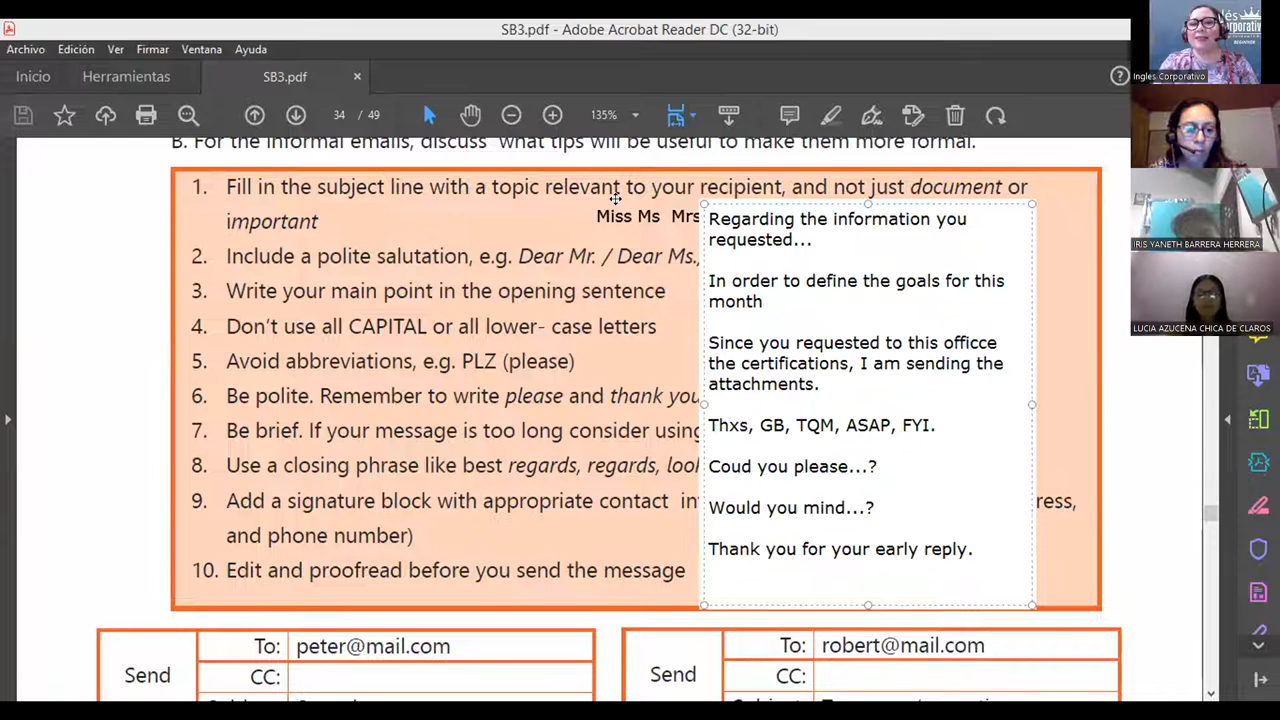 SB3.pdf - Adobe Acrobat Reader DC (32-bit)
Archivo Edición Ver Firmar Ventana Ayuda
Inicio Herramientas SB3.pdf ×
34 / 49 135%
B. For the informal emails, discuss what tips will be useful to make them more formal.
1. Fill in the subject line with a topic relevant to your recipient, and not just document or
important
Miss Ms Mrs
2. Include a polite salutation, e.g. Dear Mr. / Dear Ms.,
3. Write your main point in the opening sentence
4. Don't use all CAPITAL or all lower- case letters
5. Avoid abbreviations, e.g. PLZ (please)
6. Be polite. Remember to write please and thank you
7. Be brief. If your message is too long consider using
8. Use a closing phrase like best regards, regards,
9. Add a signature block with appropriate contact
and phone number)
10. Edit and proofread before you send the message
Regarding the information you
requested...
In order to define the goals for this
month
Since you requested to this officce
the certifications, I am sending the
attachments.
Thxs, GB, TQM, ASAP, FYI.
Coud you please...?
Would you mind...?
Thank you for your early reply.
Send
To: peter@mail.com
CC:
Send
To: robert@mail.com
CC:
Ingles Corporativo
IRIS YANETH BARRERA HERRERA
LUCIA AZUCENA CHICA DE CLAROS